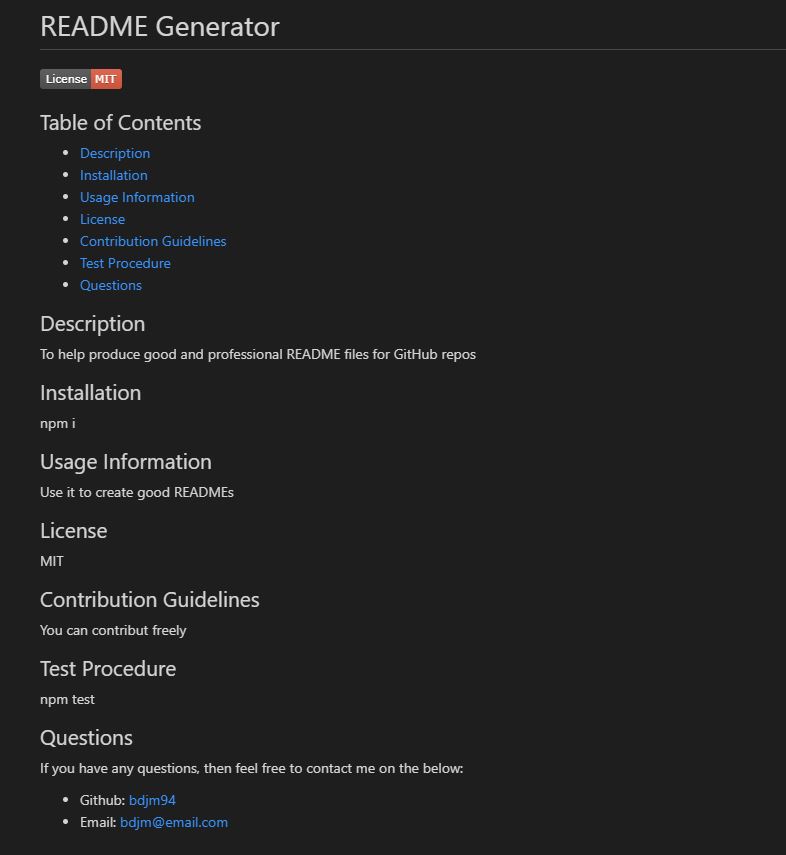 README Generator
License MIT
Table of Contents
Description
Installation
Usage Information
License
Contribution Guidelines
Test Procedure
Questions
Description
To help produce good and professional README files for GitHub repos
Installation
npm i
Usage Information
Use it to create good READMEs
License
MIT
Contribution Guidelines
You can contribut freely
Test Procedure
npm test
Questions
If you have any questions, then feel free to contact me on the below:
Github: bdjm94
Email: bdjm@email.com